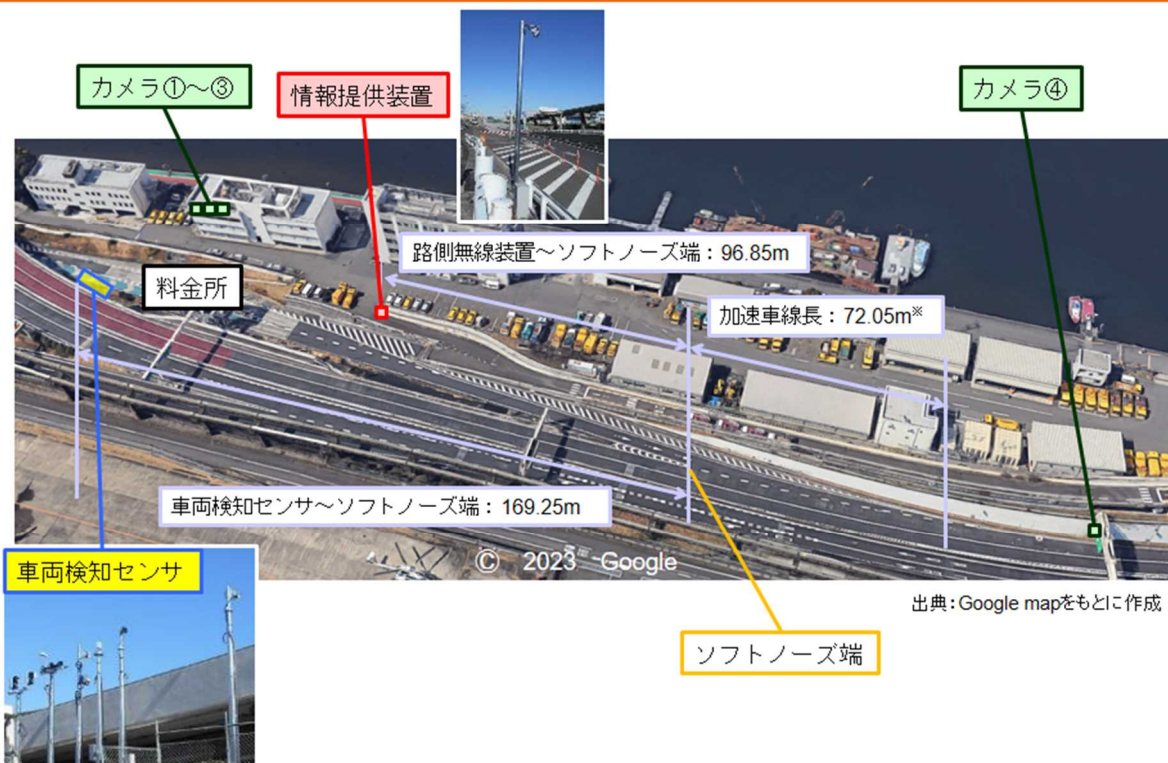 カメラ①～③
情報提供装置
カメラ④
路側無線装置～ソフトノーズ端：96.85m
料金所
加速車線長：72.05m※
車両検知センサ～ソフトノーズ端：169.25m
© 2023 Google
車両検知センサ
出典：Google mapをもとに作成
ソフトノーズ端